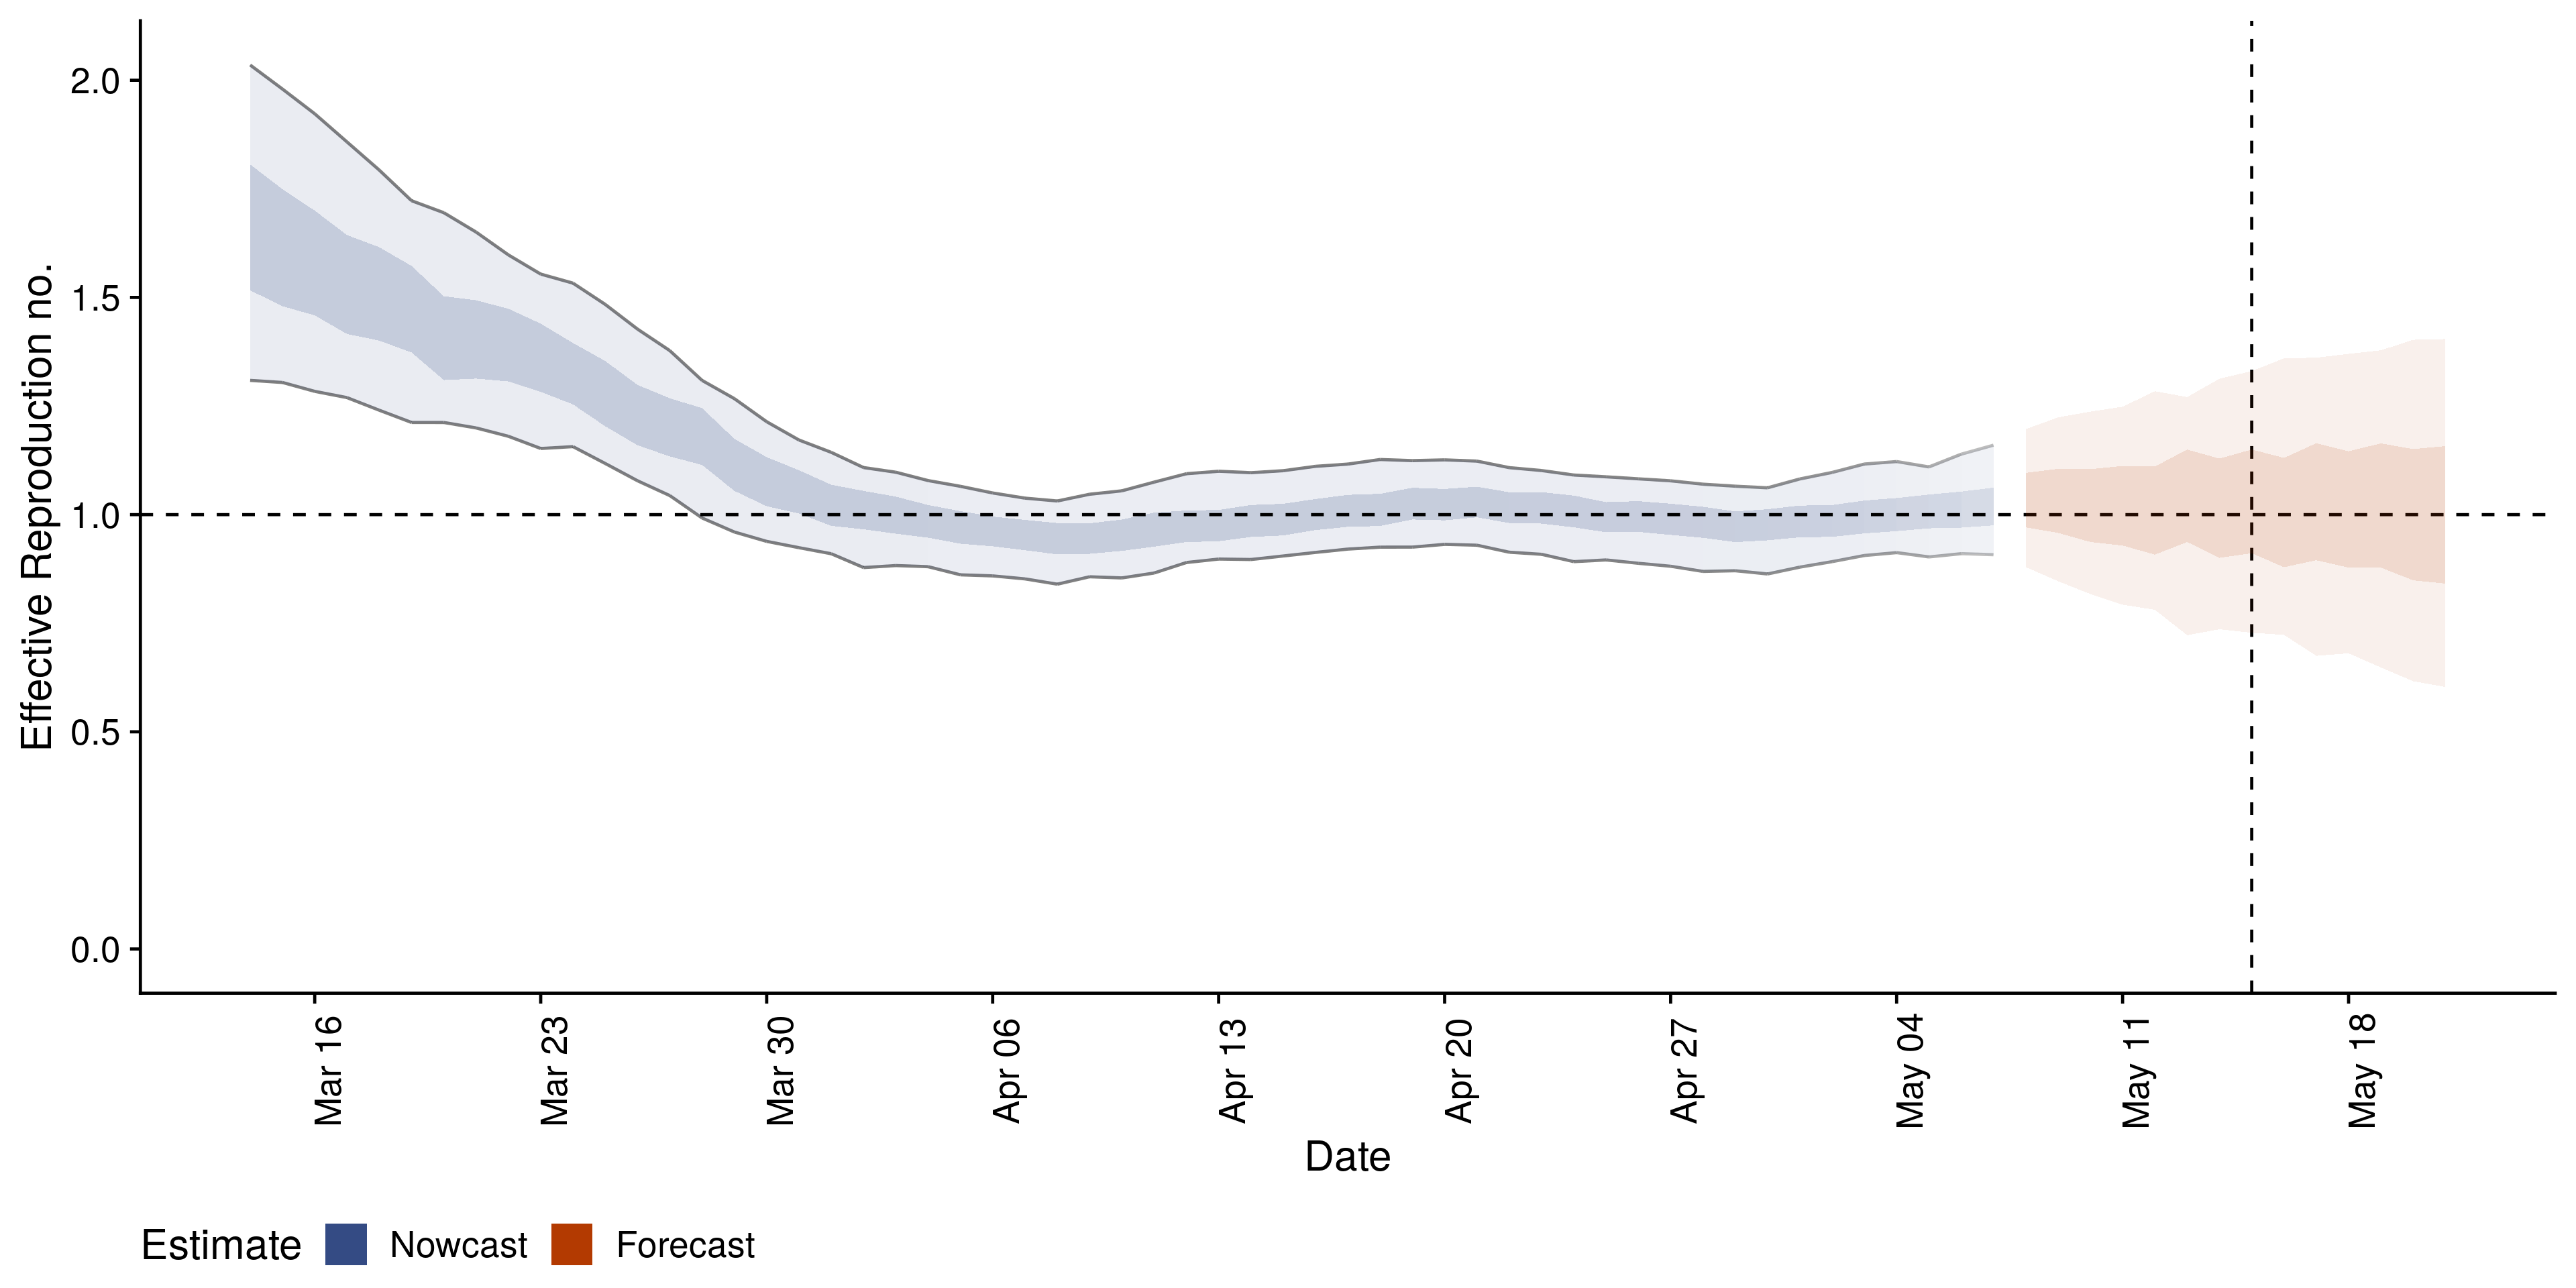 Effective Reproduction no.
2.0
1.5
1.0
0.5
0.0
Mar 16
Mar 23
Mar 30
Apr 06
Apr 13
Apr 20
Apr 27
May 04
May 11
May 18
Date
Estimate Nowcast Forecast